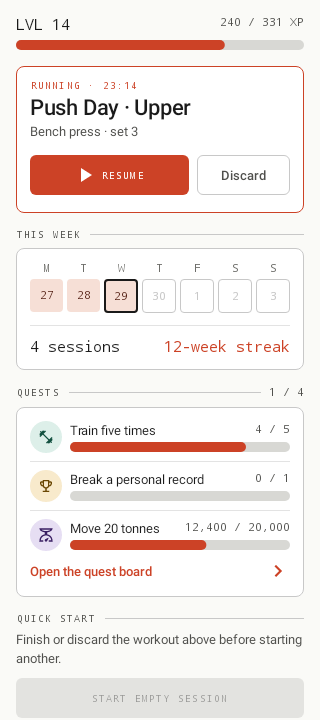 LVL 14
240 / 331 XP
RUNNING · 23:14
Push Day · Upper
Bench press · set 3
RESUME
Discard
THIS WEEK
M T W T F S S
27 28 29 30 1 2 3
4 sessions 12-week streak
QUESTS 1 / 4
Train five times 4 / 5
Break a personal record 0 / 1
Move 20 tonnes 12,400 / 20,000
Open the quest board
QUICK START
Finish or discard the workout above before starting
another.
START EMPTY SESSION